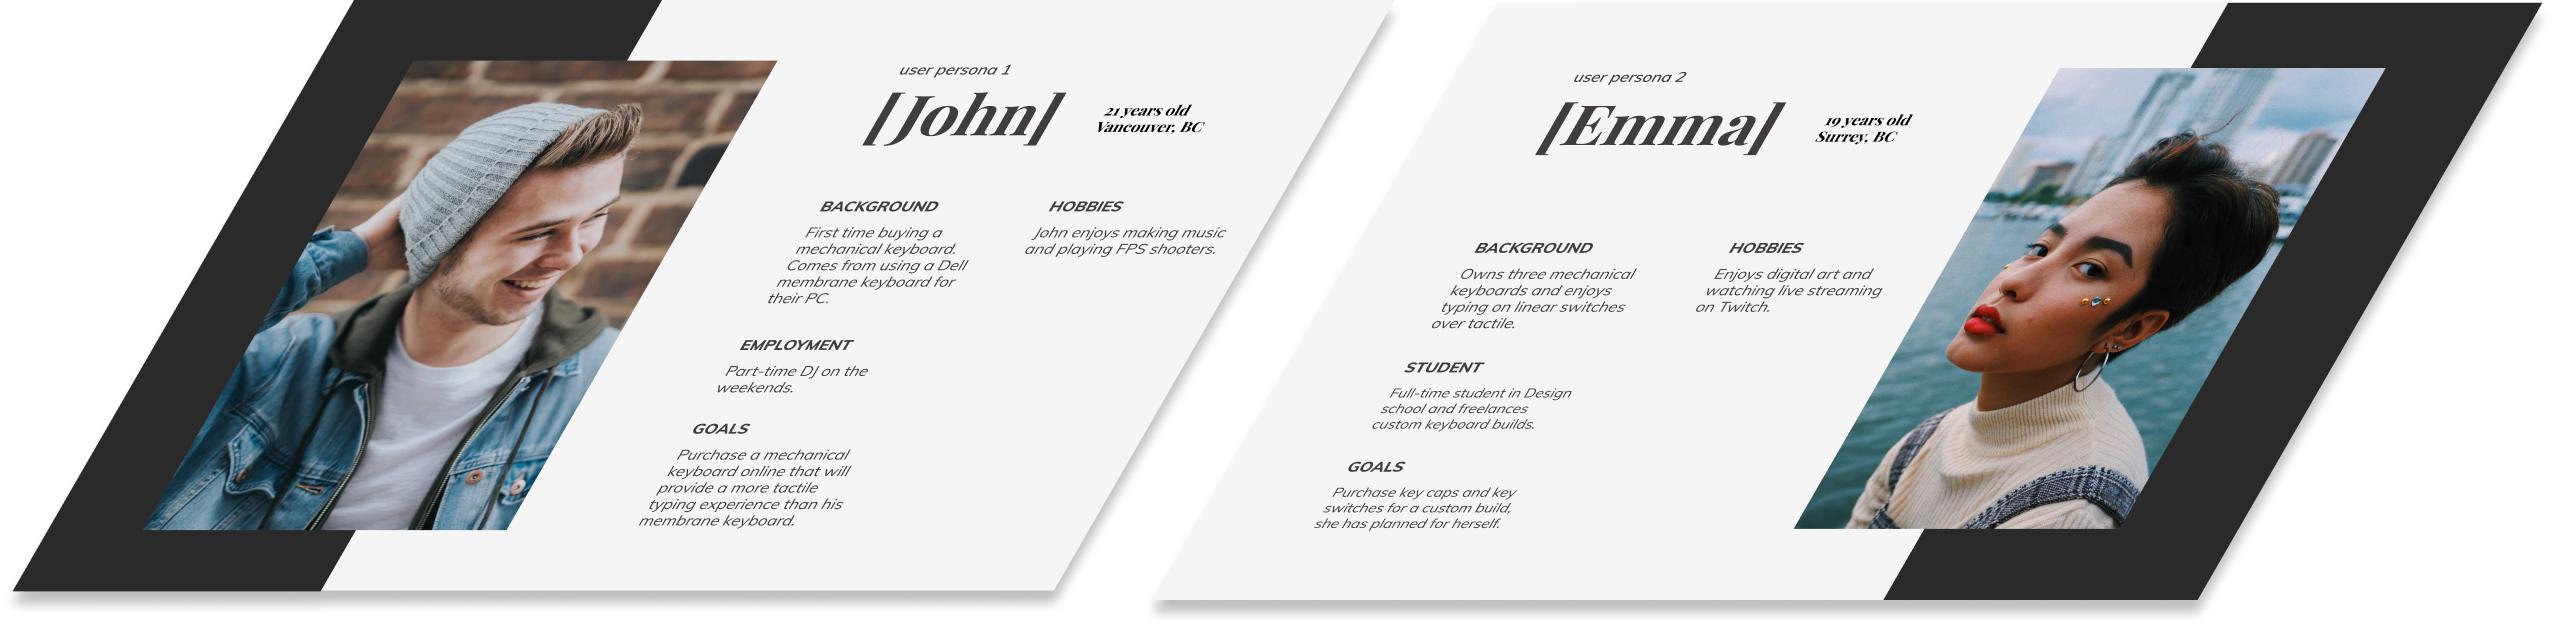 user persona 1
[John]
21 years old
Vancouver, BC
BACKGROUND
First time buying a
mechanical keyboard.
Comes from using a Dell
membrane keyboard for
their PC.
HOBBIES
John enjoys making music
and playing FPS shooters.
EMPLOYMENT
Part-time DJ on the
weekends.
GOALS
Purchase a mechanical
keyboard online that will
provide a more tactile
typing experience than his
membrane keyboard.
user persona 2
[Emma]
19 years old
Surrey, BC
BACKGROUND
Owns three mechanical
keyboards and enjoys
typing on linear switches
over tactile.
HOBBIES
Enjoys digital art and
watching live streaming
on Twitch.
STUDENT
Full-time student in Design
school and freelances
custom keyboard builds.
GOALS
Purchase key caps and key
switches for a custom build,
she has planned for herself.